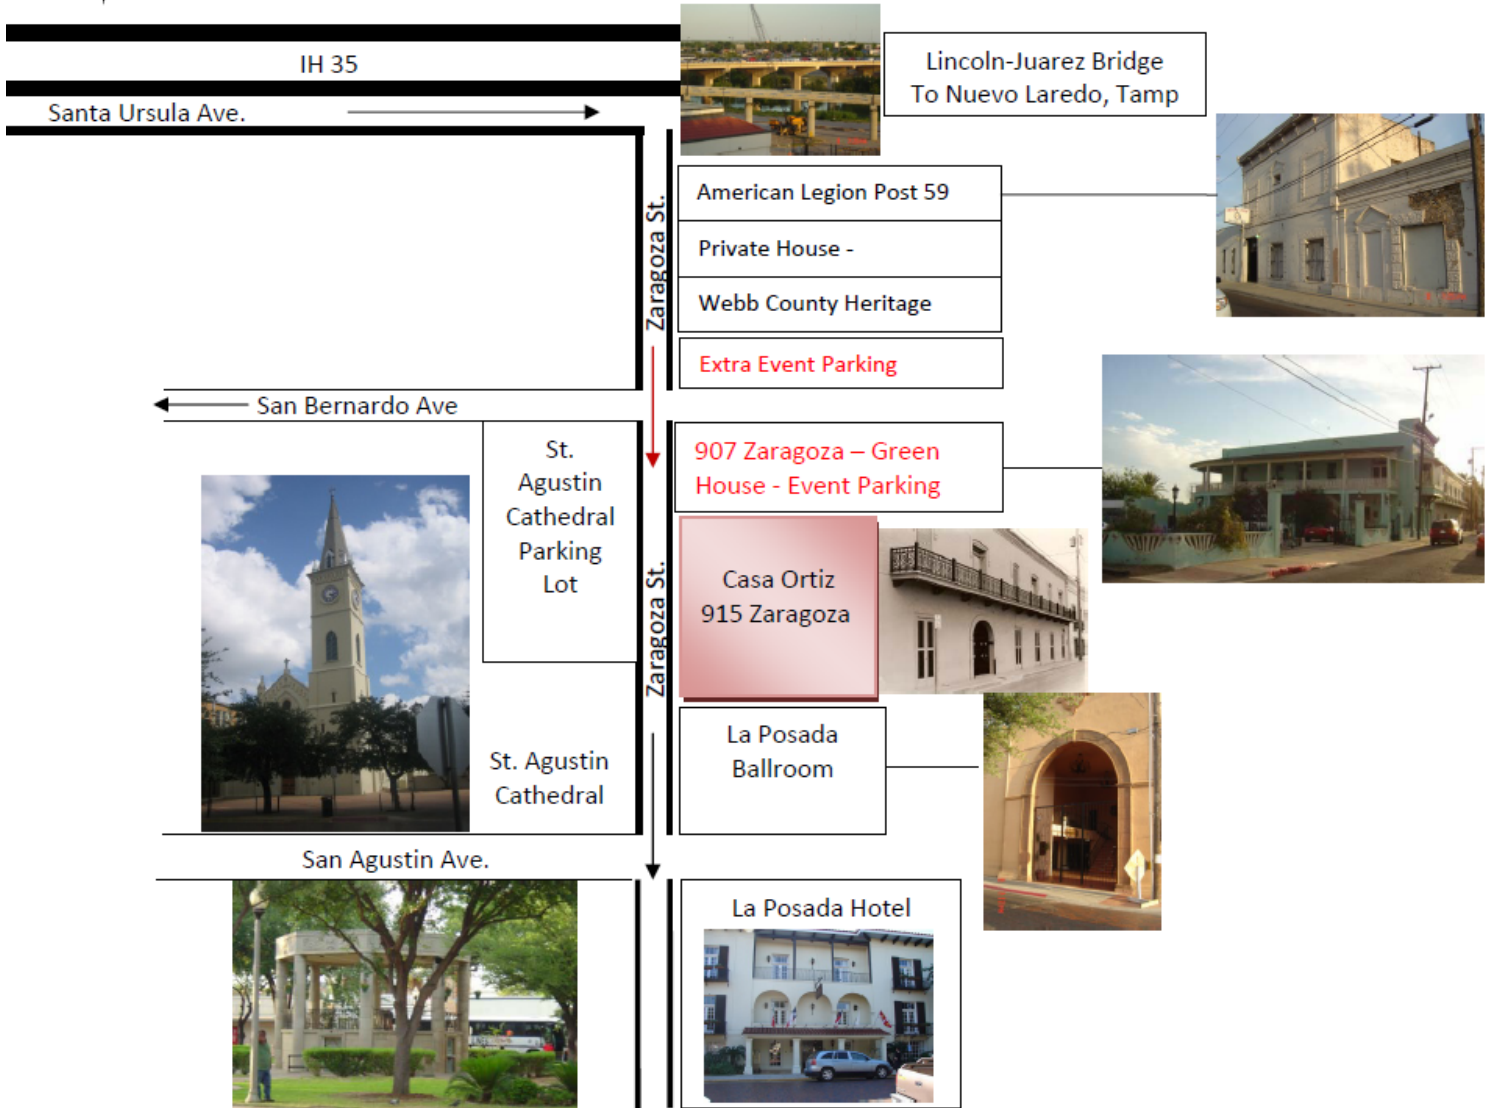 IH 35
Lincoln-Juarez Bridge
To Nuevo Laredo, Tamp
Santa Ursula Ave.
Zaragoza St.
American Legion Post 59
Private House -
Webb County Heritage
Extra Event Parking
San Bernardo Ave
St.
Agustin
Cathedral
Parking
Lot
907 Zaragoza – Green
House - Event Parking
Zaragoza St.
Casa Ortiz
915 Zaragoza
St. Agustin
Cathedral
La Posada
Ballroom
San Agustin Ave.
La Posada Hotel